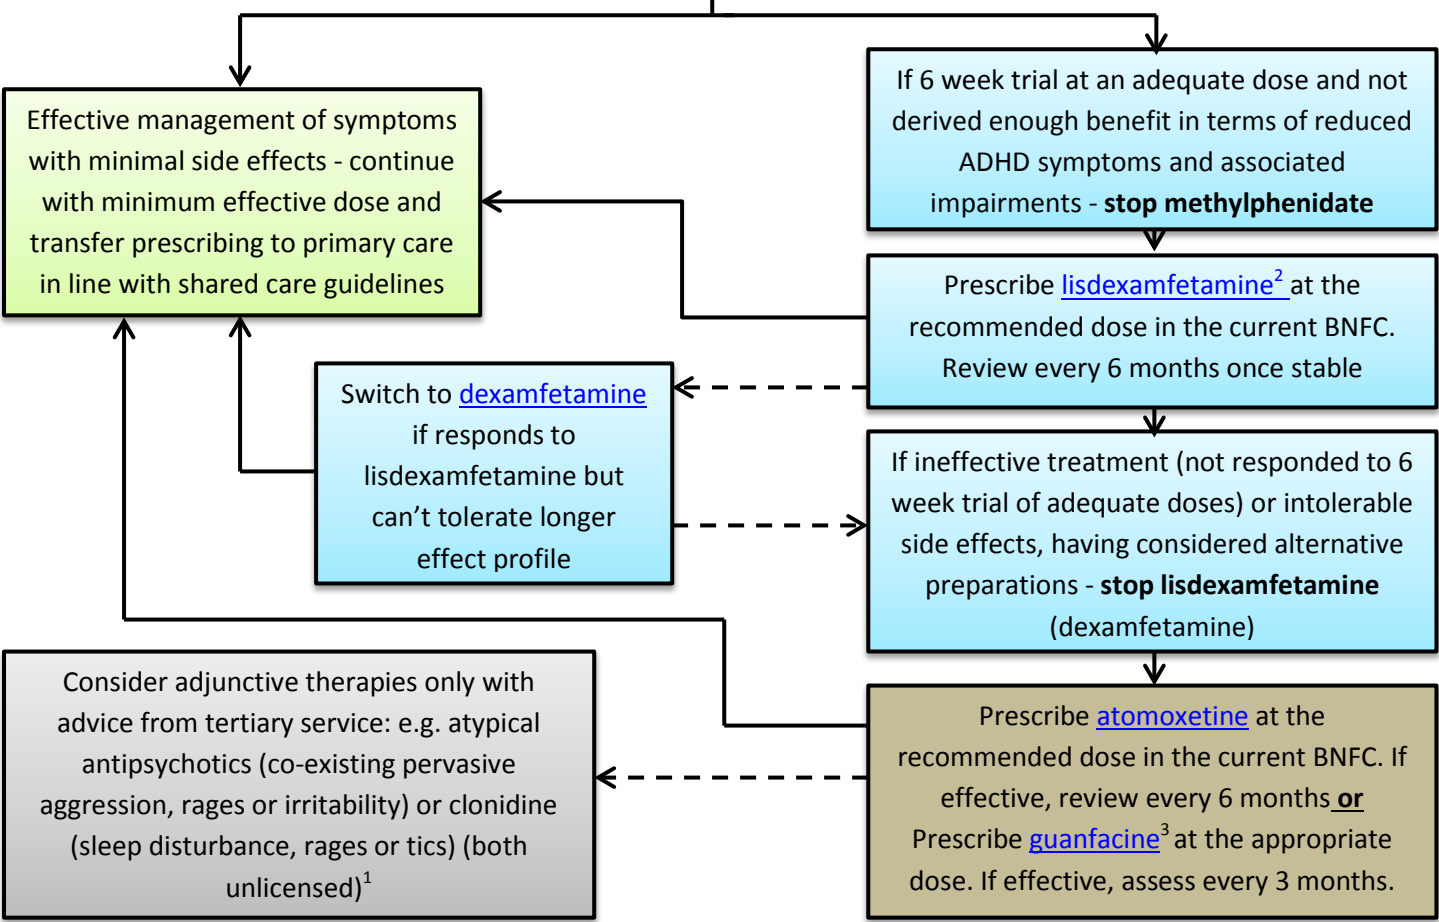 Effective management of symptoms
with minimal side effects - continue
with minimum effective dose and
transfer prescribing to primary care
in line with shared care guidelines
If 6 week trial at an adequate dose and not
derived enough benefit in terms of reduced
ADHD symptoms and associated
impairments - stop methylphenidate
Prescribe lisdexamfetamine2 at the
recommended dose in the current BNFC.
Review every 6 months once stable
Switch to dexamfetamine
if responds to
lisdexamfetamine but
can’t tolerate longer
effect profile
If ineffective treatment (not responded to 6
week trial of adequate doses) or intolerable
side effects, having considered alternative
preparations - stop lisdexamfetamine
(dexamfetamine)
Consider adjunctive therapies only with
advice from tertiary service: e.g. atypical
antipsychotics (co-existing pervasive
aggression, rages or irritability) or clonidine
(sleep disturbance, rages or tics) (both
unlicensed)1
Prescribe atomoxetine at the
recommended dose in the current BNFC. If
effective, review every 6 months or
Prescribe guanfacine3 at the appropriate
dose. If effective, assess every 3 months.